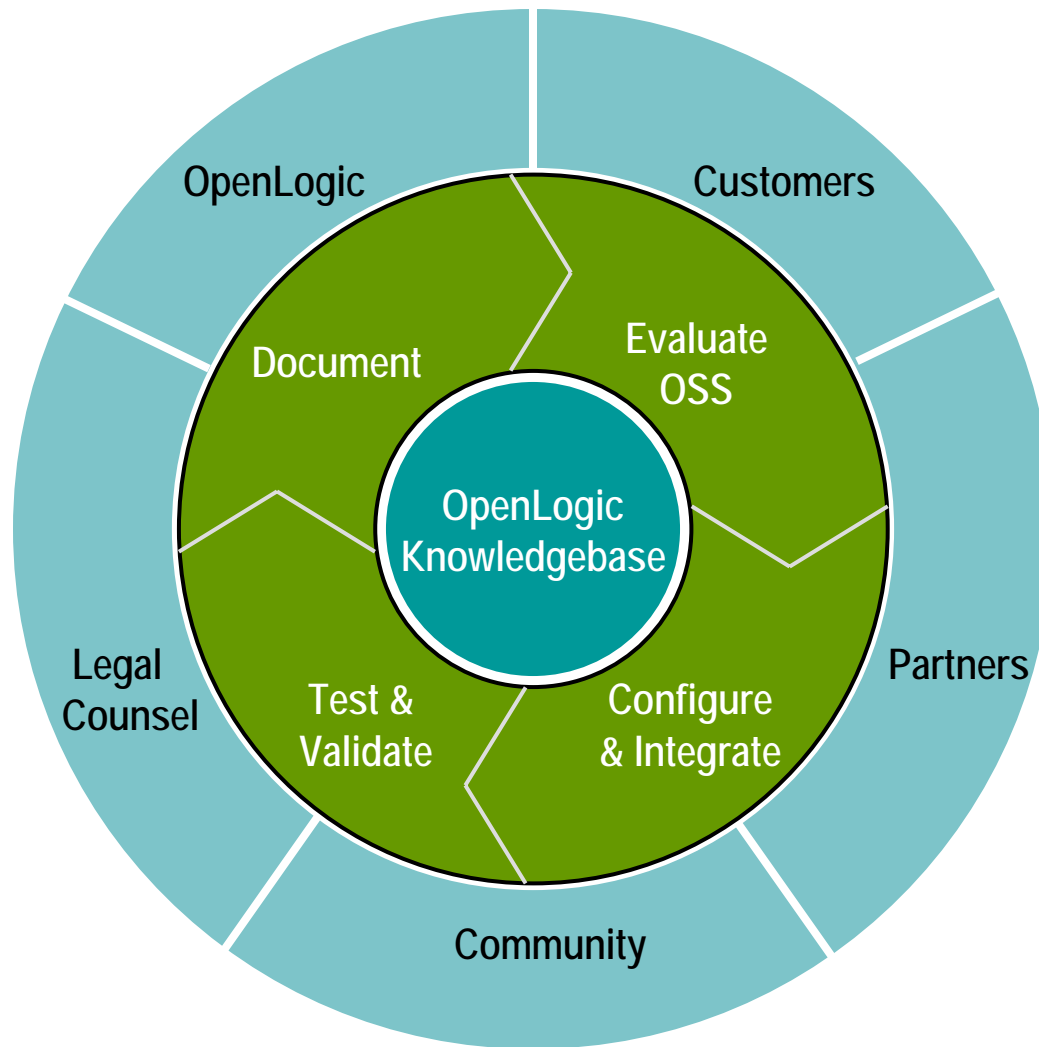 OpenLogic
Customers
Document
Evaluate
OSS
OpenLogic
Knowledgebase
Legal
Counsel
Test &
Validate
Configure
& Integrate
Partners
Community